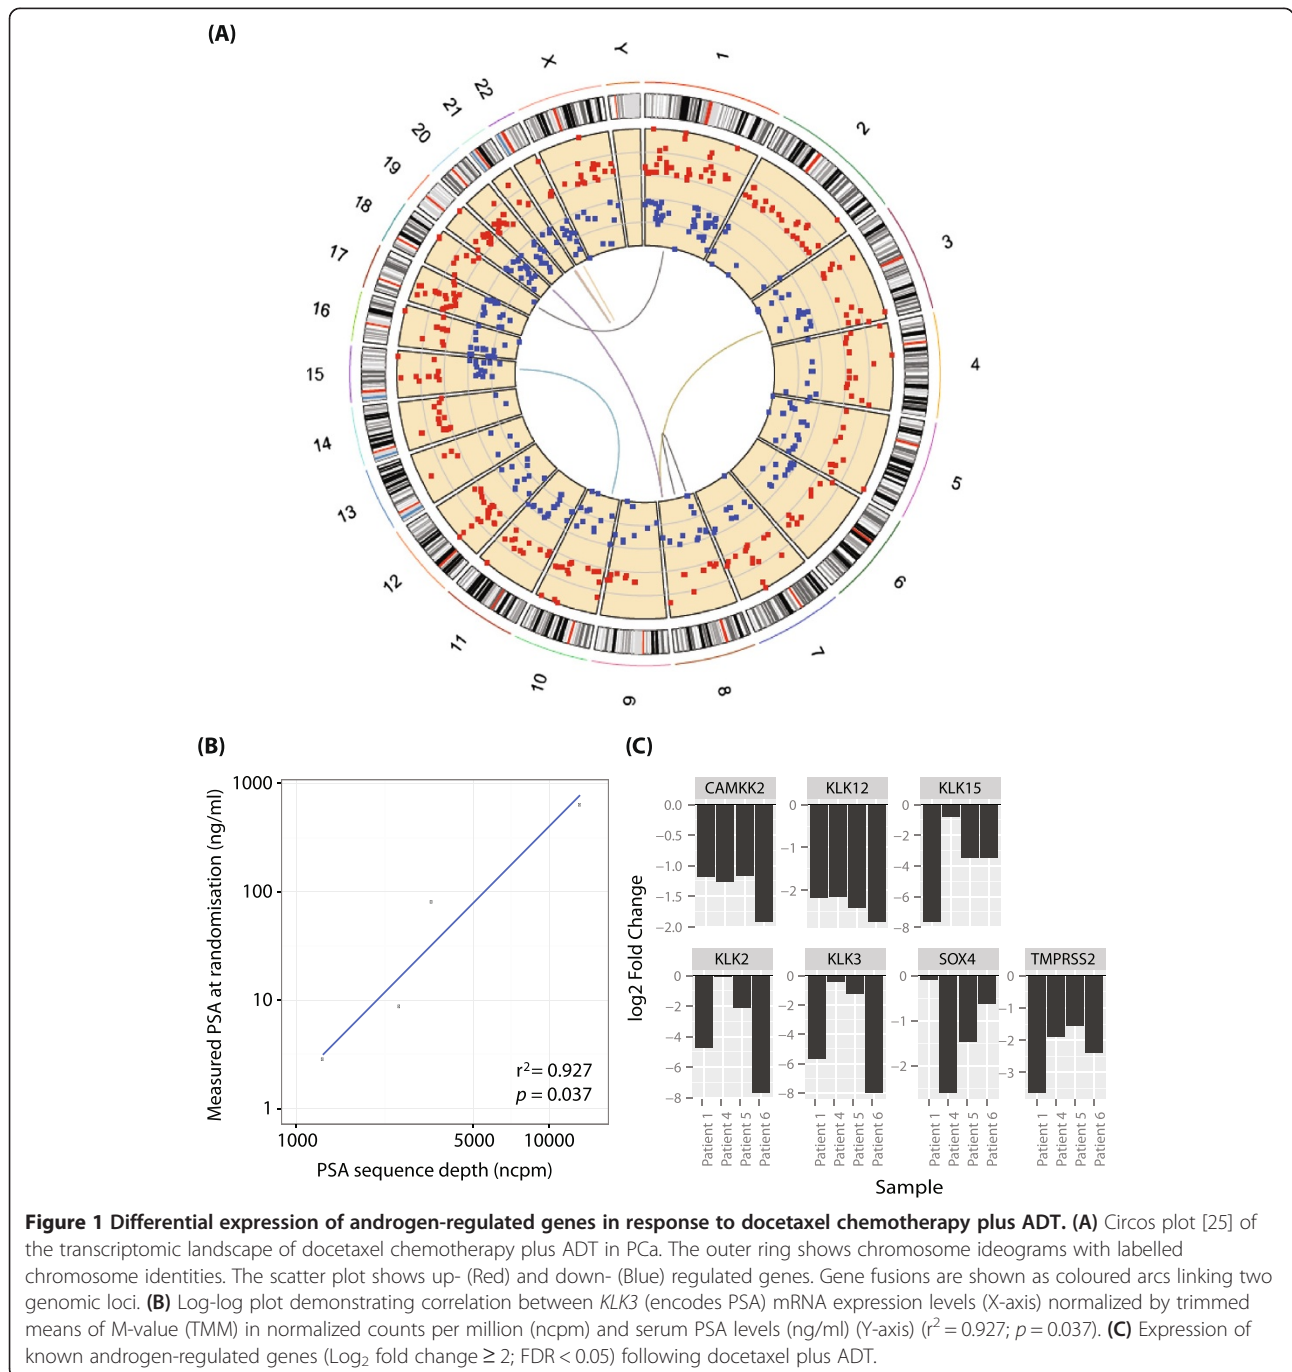 (A)
1
2
3
4
5
6
7
8
9
10
11
12
13
14
15
16
17
18
19
20
21
22
X
Y
(B)
Measured PSA at randomisation (ng/ml)
1000
100
10
1
r² = 0.927
p = 0.037
1000 5000 10000
PSA sequence depth (ncpm)
(C)
log2 Fold Change
CAMKK2
0.0
−0.5
−1.0
−1.5
−2.0
KLK12
0
−1
−2
KLK15
0
−2
−4
−6
−8
KLK2
0
−2
−4
−6
−8
KLK3
0
−2
−4
−6
−8
SOX4
0
−1
−2
TMPRSS2
0
−1
−2
−3
Patient 1
Patient 4
Patient 5
Patient 6
Patient 1
Patient 4
Patient 5
Patient 6
Patient 1
Patient 4
Patient 5
Patient 6
Patient 1
Patient 4
Patient 5
Patient 6
Sample
Figure 1 Differential expression of androgen-regulated genes in response to docetaxel chemotherapy plus ADT. (A) Circos plot [25] of
the transcriptomic landscape of docetaxel chemotherapy plus ADT in PCa. The outer ring shows chromosome ideograms with labelled
chromosome identities. The scatter plot shows up- (Red) and down- (Blue) regulated genes. Gene fusions are shown as coloured arcs linking two
genomic loci. (B) Log-log plot demonstrating correlation between KLK3 (encodes PSA) mRNA expression levels (X-axis) normalized by trimmed
means of M-value (TMM) in normalized counts per million (ncpm) and serum PSA levels (ng/ml) (Y-axis) (r² = 0.927; p = 0.037). (C) Expression of
known androgen-regulated genes (Log₂ fold change ≥ 2; FDR < 0.05) following docetaxel plus ADT.